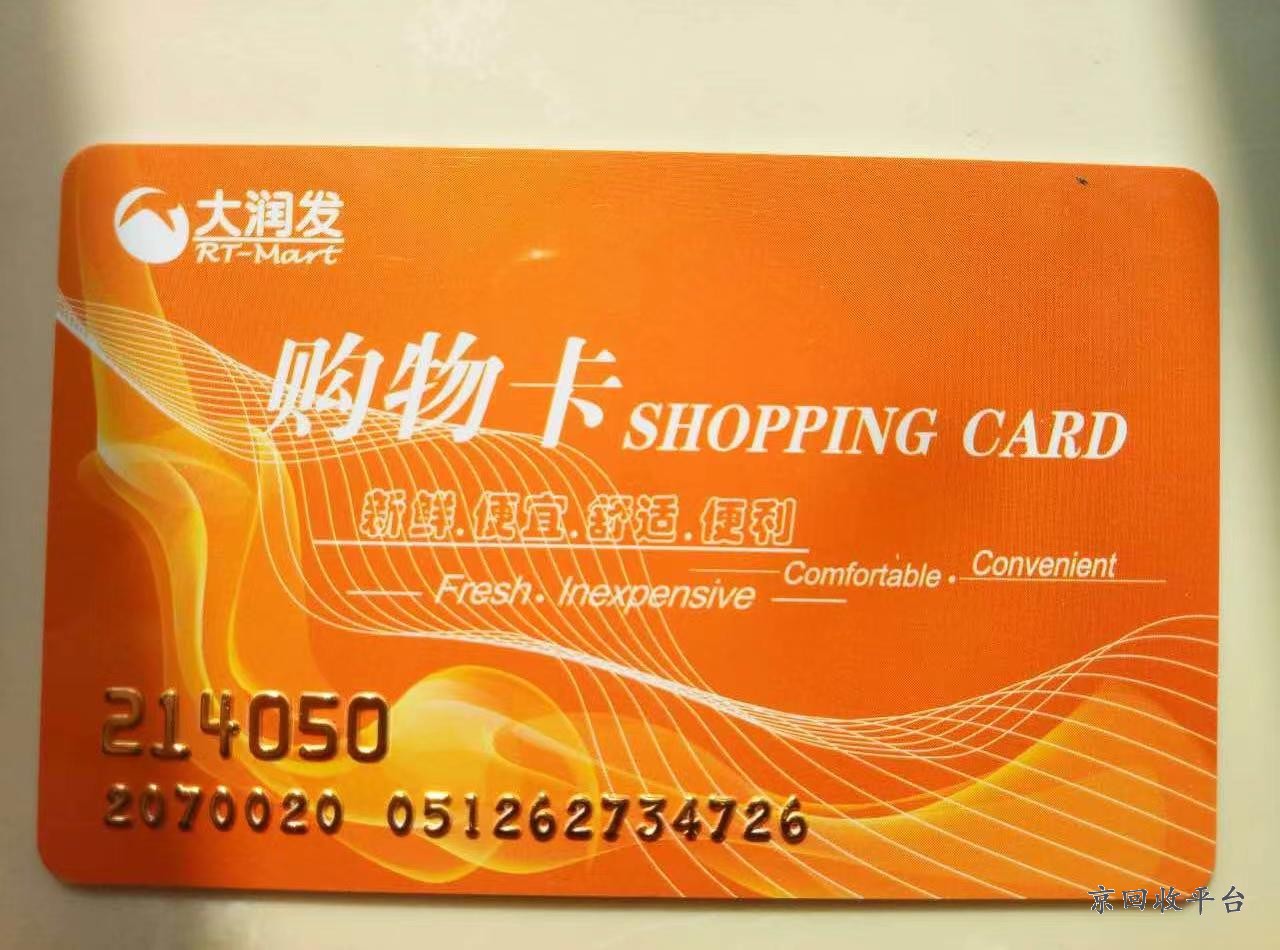 大润发
RT-Mart
购物卡 SHOPPING CARD
新鲜.便宜.舒适.便利
Fresh. Inexpensive Comfortable. Convenient
214050
2070020 051262734726
京回收平台